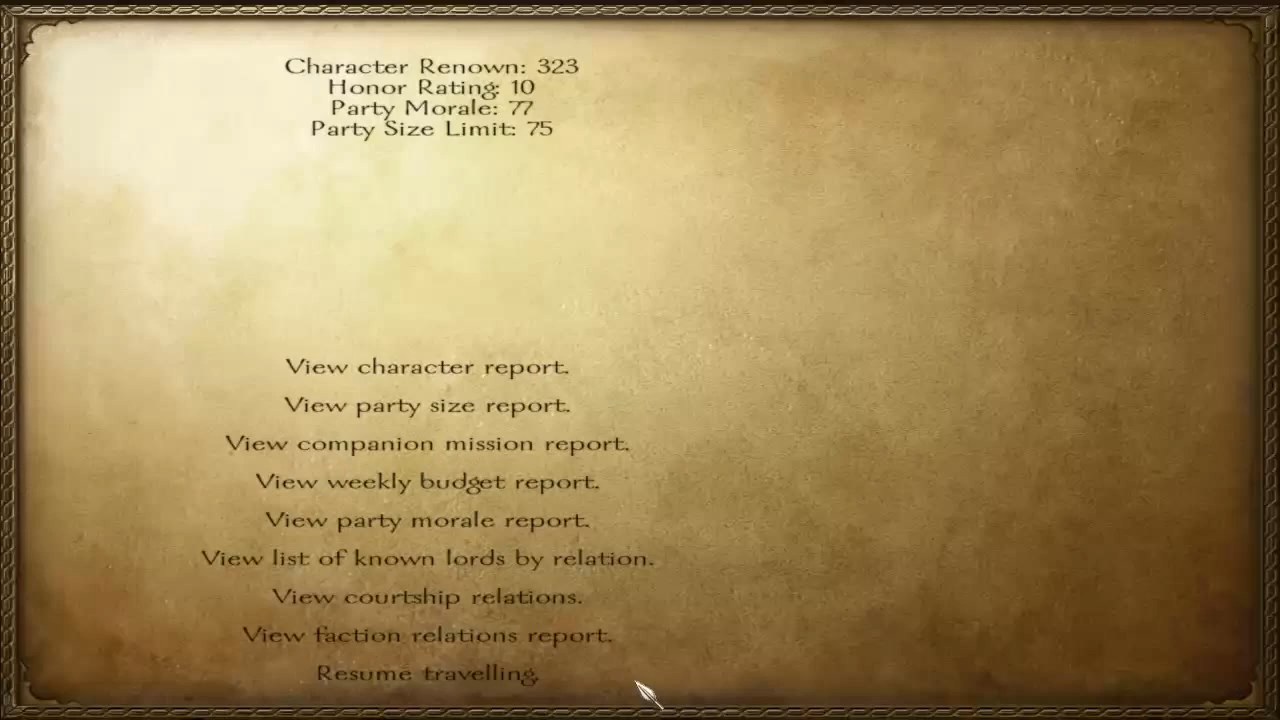 Character Renown: 323
Honor Rating: 10
Party Morale: 77
Party Size Limit: 75
View character report.
View party size report.
View companion mission report.
View weekly budget report.
View party morale report.
View list of known lords by relation.
View courtship relations.
View faction relations report.
Resume travelling.